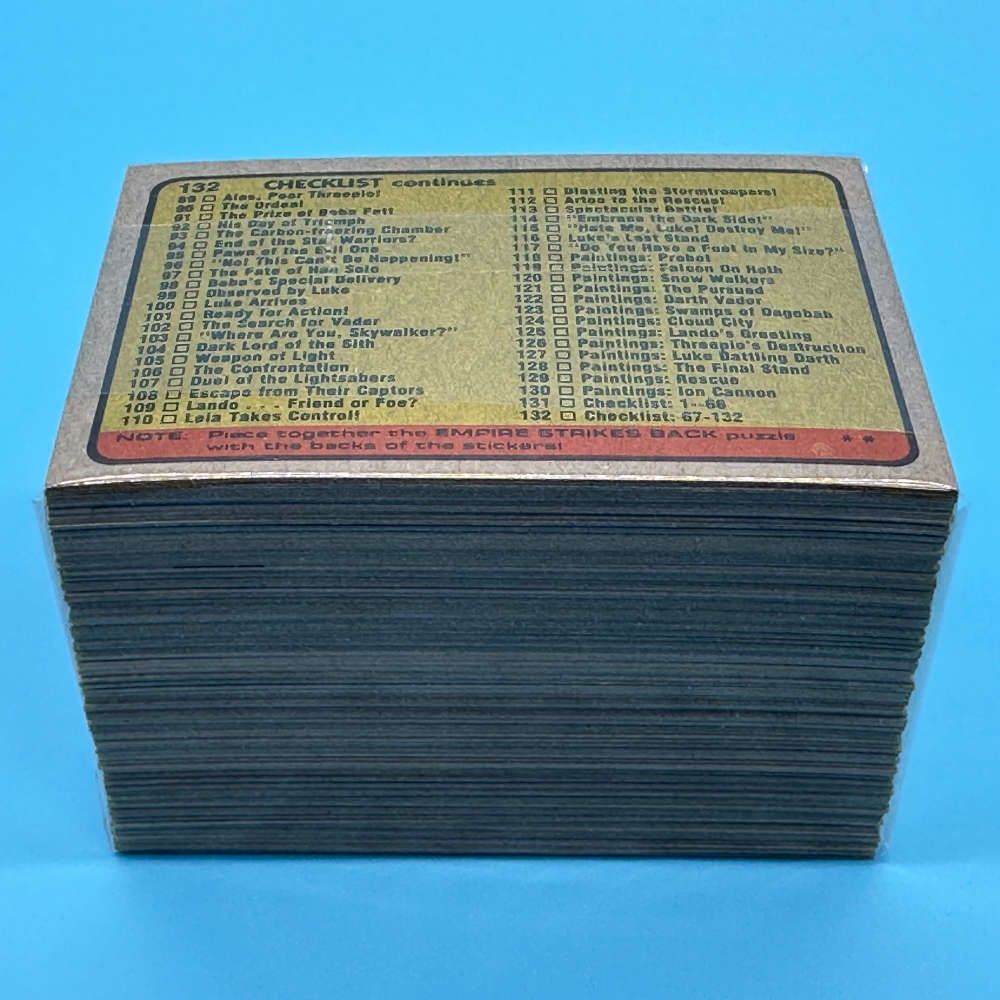 132 CHECKLIST continues
89 Alas, Poor Threepio!
90 The Ordeal
91 The Prize of Boba Fett
92 His Day of Triumph
93 The Carbon-freezing Chamber
94 End of the Star Warriors?
95 Pawn of the Evil One
96 "No! This Can't Be Happening!"
97 The Fate of Han Solo
98 Boba's Special Delivery
99 Observed by Luke
100 Luke Arrives
101 Ready for Action!
102 The Search for Vader
103 "Where Are You, Skywalker?"
104 Dark Lord of the Sith
105 Weapon of Light
106 The Confrontation
107 Duel of the Lightsabers
108 Escape from Their Captors
109 Lando . . . Friend or Foe?
110 Leia Takes Control!
111 Blasting the Stormtroopers!
112 Artoo to the Rescue!
113 Spectacular Battle!
114 "Embrace the Dark Side!"
115 "Hate Me, Luke! Destroy Me!"
116 Luke's Last Stand
117 "Do You Have a Foot In My Size?"
118 Paintings: Probot
119 Paintings: Falcon On Hoth
120 Paintings: Snow Walkers
121 Paintings: The Pursued
122 Paintings: Darth Vader
123 Paintings: Swamps of Dagobah
124 Paintings: Cloud City
125 Paintings: Lando's Greeting
126 Paintings: Threepio's Destruction
127 Paintings: Luke Battling Darth
128 Paintings: The Final Stand
129 Paintings: Rescue
130 Paintings: Ion Cannon
131 Checklist: 1-66
132 Checklist: 67-132
NOTE: Piece together the EMPIRE STRIKES BACK puzzle * *
with the backs of the stickers!